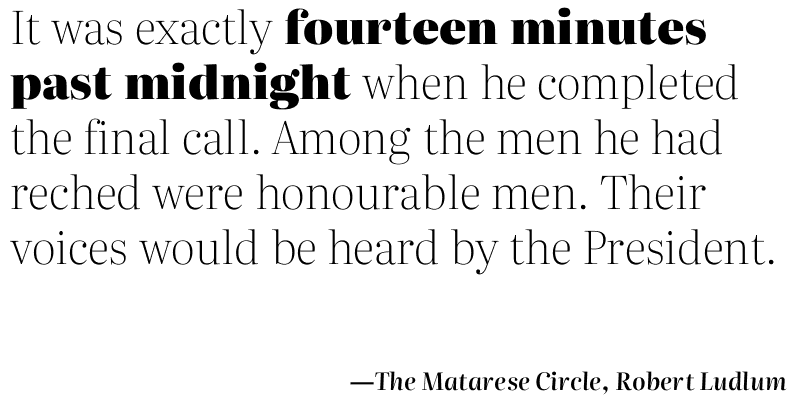 It was exactly fourteen minutes
past midnight when he completed
the final call. Among the men he had
reched were honourable men. Their
voices would be heard by the President.
—The Matarese Circle, Robert Ludlum